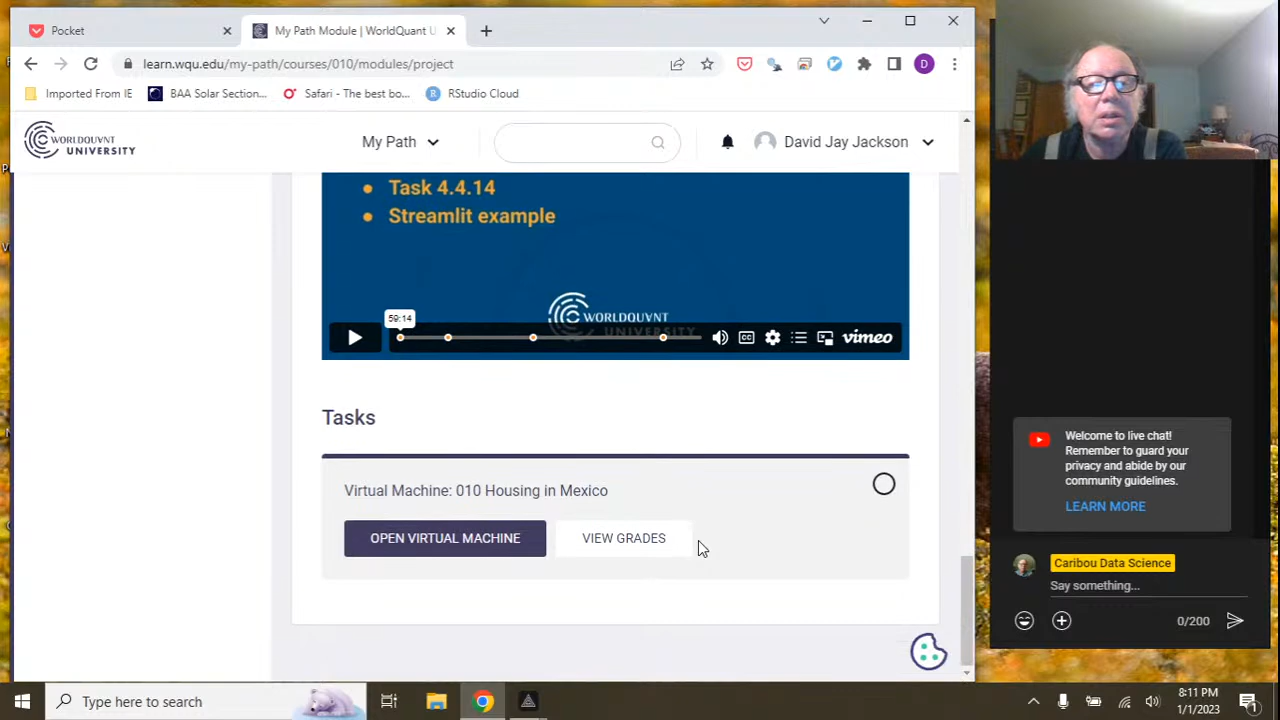 Pocket
My Path Module | WorldQuant U
learn.wqu.edu/my-path/courses/010/modules/project
Imported From IE
BAA Solar Section...
Safari - The best bo...
RStudio Cloud
WORLDQUVNT
UNIVERSITY
My Path
David Jay Jackson
Task 4.4.14
Streamlit example
WORLDQUVNT
UNIVERSITY
59:14
CC
vimeo
Tasks
Virtual Machine: 010 Housing in Mexico
OPEN VIRTUAL MACHINE
VIEW GRADES
Welcome to live chat!
Remember to guard your
privacy and abide by our
community guidelines.
LEARN MORE
Caribou Data Science
Say something...
0/200
Type here to search
8:11 PM
1/1/2023